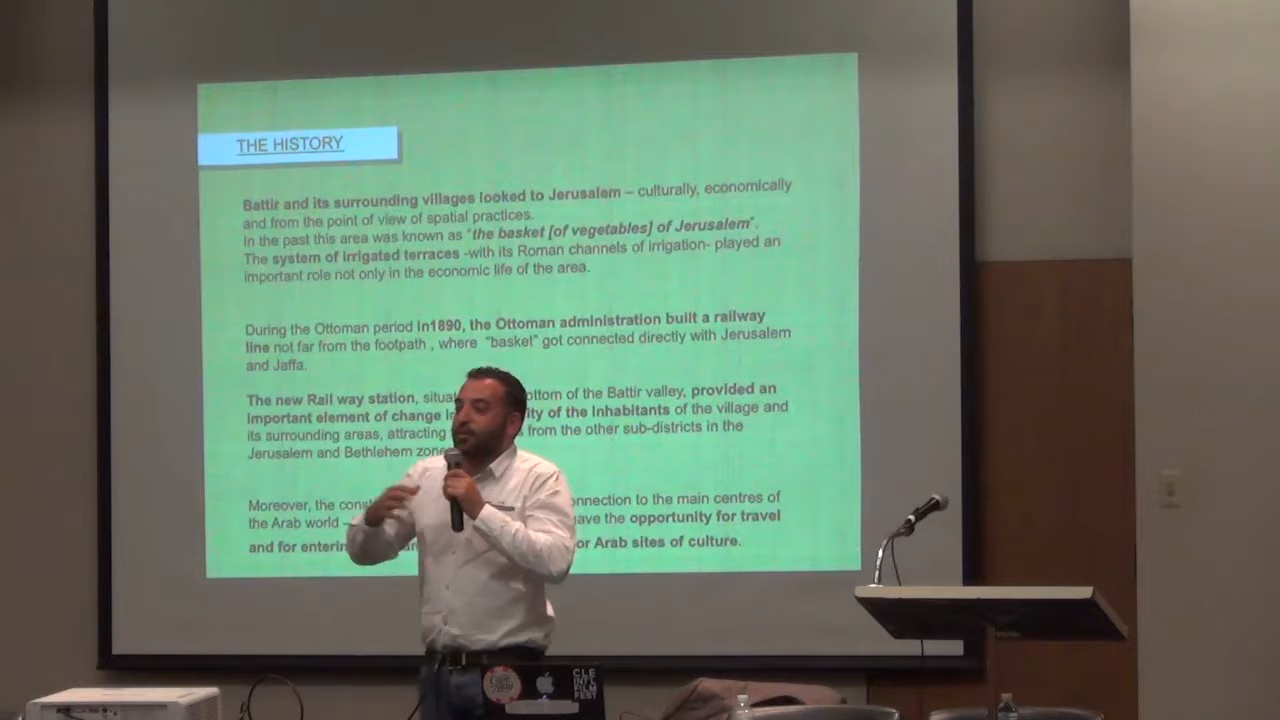 THE HISTORY
Battir and its surrounding villages looked to Jerusalem – culturally, economically
and from the point of view of spatial practices.
In the past this area was known as "the basket [of vegetables] of Jerusalem".
The system of irrigated terraces -with its Roman channels of irrigation- played an
important role not only in the economic life of the area.
During the Ottoman period in1890, the Ottoman administration built a railway
line not far from the footpath , where "basket" got connected directly with Jerusalem
and Jaffa.
The new Rail way station, situa ottom of the Battir valley, provided an
important element of change in ity of the inhabitants of the village and
its surrounding areas, attracting from the other sub-districts in the
Jerusalem and Bethlehem zone
Moreover, the const nnection to the main centres of
the Arab world – ave the opportunity for travel
and for enterin or Arab sites of culture.
CLE
INT'L
FILM
FEST